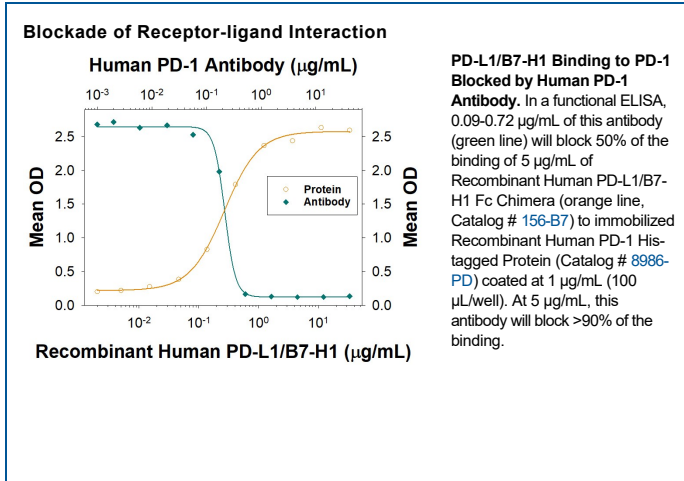 Blockade of Receptor-ligand Interaction
Human PD-1 Antibody (µg/mL)
10⁻³ 10⁻² 10⁻¹ 10⁰ 10¹
2.5 2.5
2.0 2.0
1.5 1.5
1.0 1.0
0.5 0.5
0.0 0.0
Mean OD
Mean OD
Protein
Antibody
10⁻² 10⁻¹ 10⁰ 10¹
Recombinant Human PD-L1/B7-H1 (µg/mL)
PD-L1/B7-H1 Binding to PD-1
Blocked by Human PD-1
Antibody. In a functional ELISA,
0.09-0.72 µg/mL of this antibody
(green line) will block 50% of the
binding of 5 µg/mL of
Recombinant Human PD-L1/B7-
H1 Fc Chimera (orange line,
Catalog # 156-B7) to immobilized
Recombinant Human PD-1 His-
tagged Protein (Catalog # 8986-
PD) coated at 1 µg/mL (100
µL/well). At 5 µg/mL, this
antibody will block >90% of the
binding.